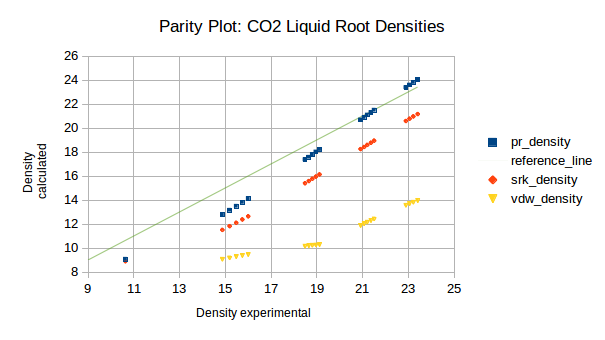 Parity Plot: CO2 Liquid Root Densities
26
24
22
20
18
16
14
12
10
8
Density
calculated
9 11 13 15 17 19 21 23 25
Density experimental
pr_density
reference_line
srk_density
vdw_density